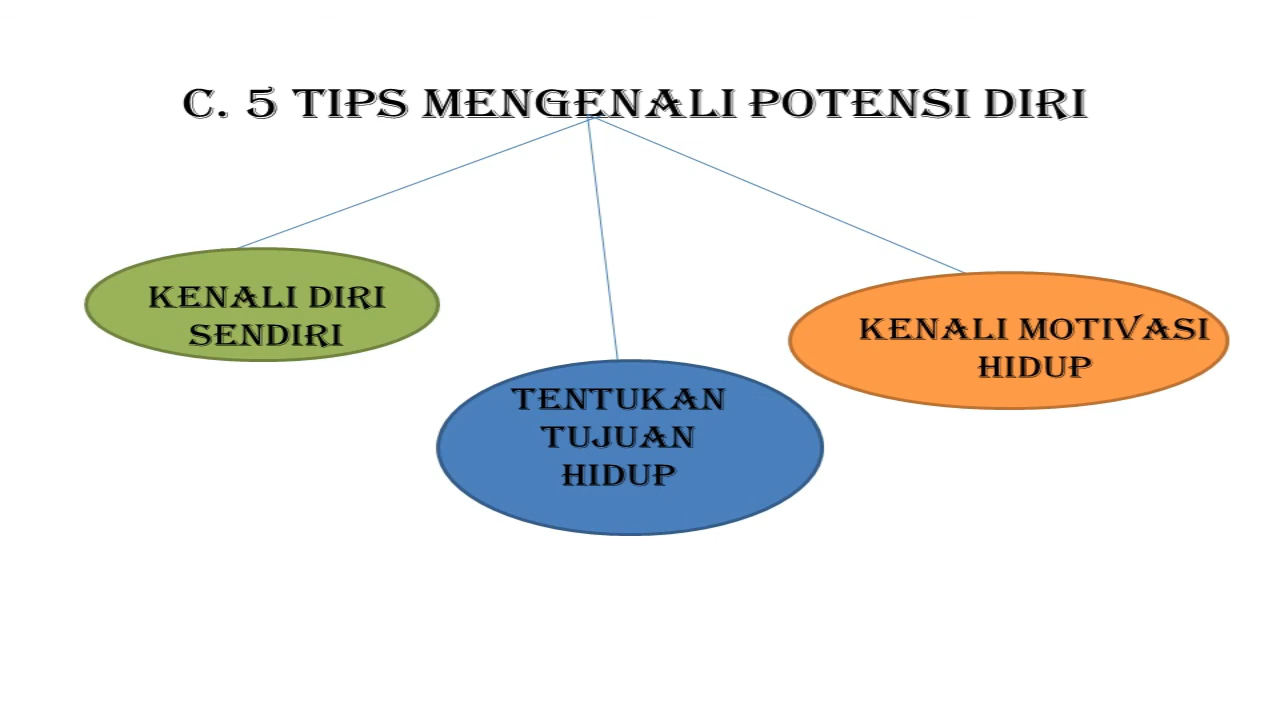 C. 5 TIPS MENGENALI POTENSI DIRI
KENALI DIRI
SENDIRI
TENTUKAN
TUJUAN
HIDUP
KENALI MOTIVASI
HIDUP